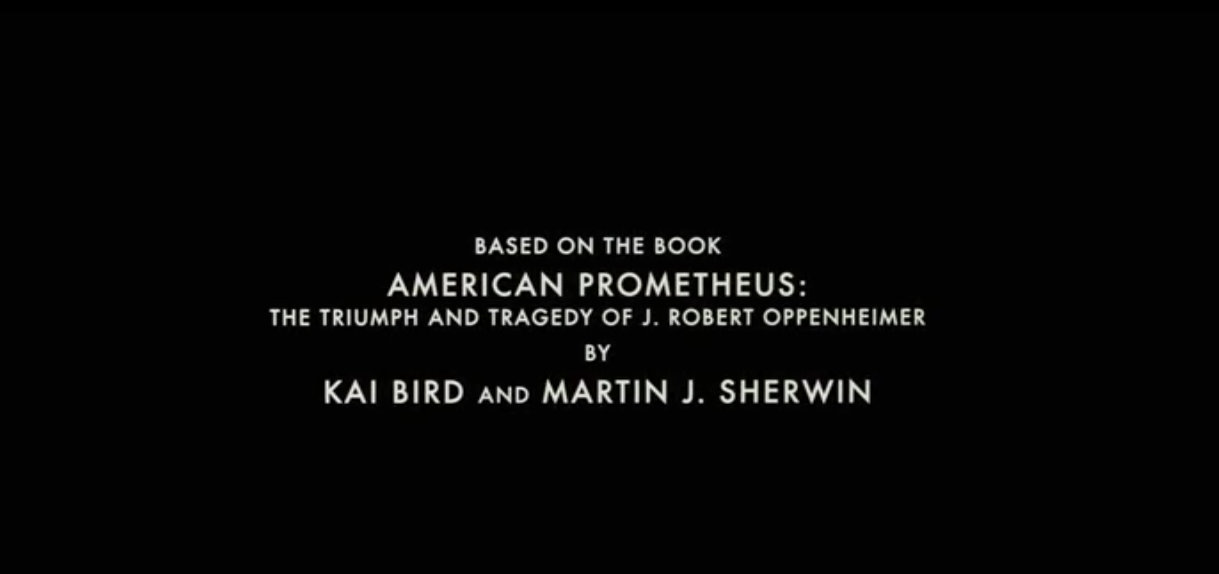 BASED ON THE BOOK
AMERICAN PROMETHEUS:
THE TRIUMPH AND TRAGEDY OF J. ROBERT OPPENHEIMER
BY
KAI BIRD AND MARTIN J. SHERWIN